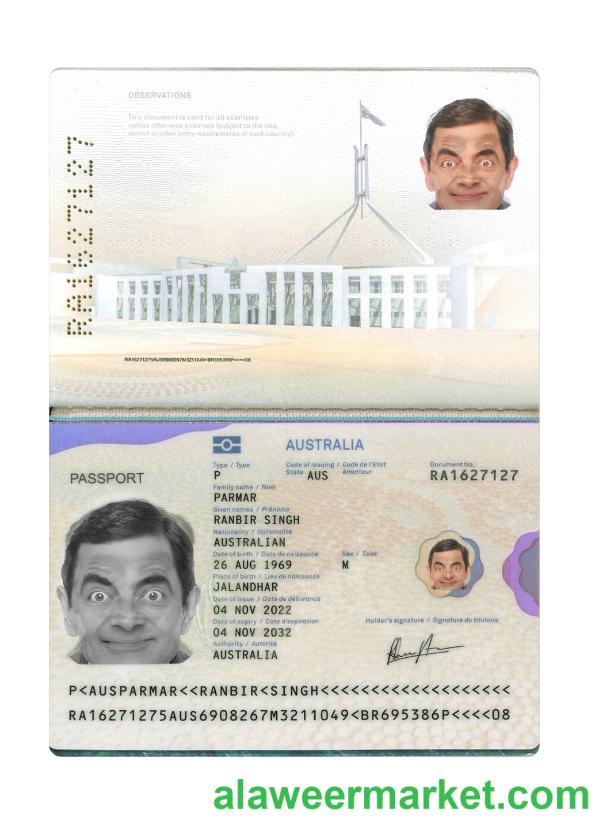 OBSERVATIONS
This document is valid for all countries
unless otherwise endorsed (subject to the visa,
permit or other entry requirements of each country).
RA1627127
RA16271275AUS6908267M3211049<BR695386P<<<<08
AUSTRALIA
PASSPORT
Type / Type Code of issuing / Code de l'Etat Document No.
P State AUS émetteur RA1627127
Family name / Nom
PARMAR
Given names / Prénoms
RANBIR SINGH
Nationality / Nationalité
AUSTRALIAN
Date of birth / Date de naissance Sex / Sexe
26 AUG 1969 M
Place of birth / Lieu de naissance
JALANDHAR
Date of issue / Date de délivrance
04 NOV 2022
Date of expiry / Date d'expiration Holder's signature / Signature du titulaire
04 NOV 2032
Authority / Autorité
AUSTRALIA
P<AUSPARMAR<<RANBIR<SINGH<<<<<<<<<<<<<<<<<<<
RA16271275AUS6908267M3211049<BR695386P<<<<08
alaweermarket.com